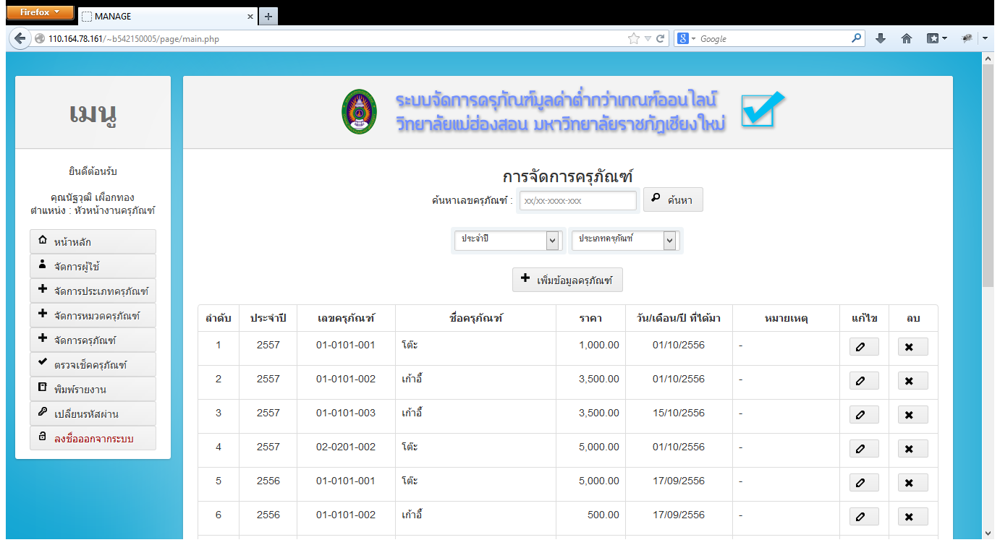 Firefox
MANAGE
110.164.78.161/~b542150005/page/main.php
Google
เมนู
ยินดีต้อนรับ
คุณนัฐวุฒิ เผือกทอง
ตำแหน่ง : หัวหน้างานครุภัณฑ์
หน้าหลัก
จัดการผู้ใช้
จัดการประเภทครุภัณฑ์
จัดการหมวดครุภัณฑ์
จัดการครุภัณฑ์
ตรวจเช็คครุภัณฑ์
พิมพ์รายงาน
เปลี่ยนรหัสผ่าน
ลงชื่อออกจากระบบ
ระบบจัดการครุภัณฑ์มูลค่าต่ำกว่าเกณฑ์ออนไลน์
วิทยาลัยแม่ฮ่องสอน มหาวิทยาลัยราชภัฏเชียงใหม่
การจัดการครุภัณฑ์
ค้นหาเลขครุภัณฑ์ : xx/xx-xxxx-xxx ค้นหา
ประจำปี ประเภทครุภัณฑ์
เพิ่มข้อมูลครุภัณฑ์
ลำดับ ประจำปี เลขครุภัณฑ์ ชื่อครุภัณฑ์ ราคา วัน/เดือน/ปี ที่ได้มา หมายเหตุ แก้ไข ลบ
1 2557 01-0101-001 โต๊ะ 1,000.00 01/10/2556 -
2 2557 01-0101-002 เก้าอี้ 3,500.00 01/10/2556 -
3 2557 01-0101-003 เก้าอี้ 3,500.00 15/10/2556 -
4 2557 02-0201-002 โต๊ะ 5,000.00 01/10/2556 -
5 2556 01-0101-001 โต๊ะ 5,000.00 17/09/2556 -
6 2556 01-0101-002 เก้าอี้ 500.00 17/09/2556 -